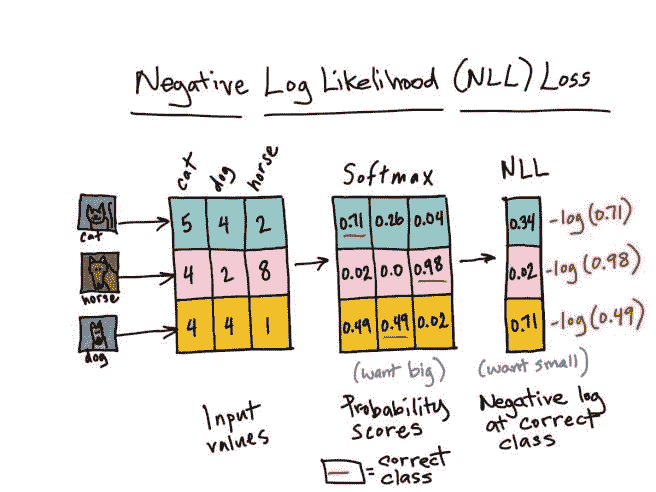 Negative Log Likelihood (NLL) Loss
cat dog horse
Softmax
NLL
cat
5 4 2
0.71 0.26 0.04
0.34
-log(0.71)
horse
4 2 8
0.02 0.0 0.98
0.02
-log(0.98)
dog
4 4 1
0.49 0.49 0.02
0.71
-log(0.49)
(want big)
(want small)
Input
values
Probability
scores
Negative log
at correct
class
= correct
class